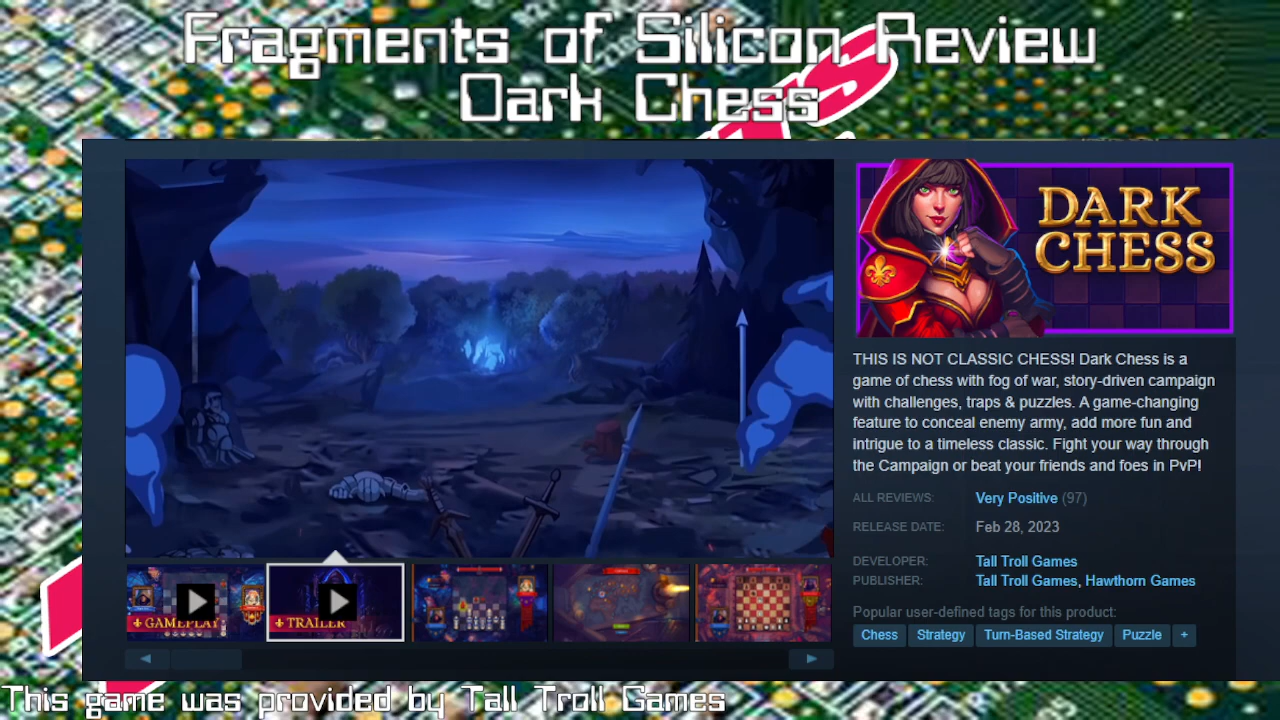 Fragments of Silicon Review
Dark Chess
DARK
CHESS
THIS IS NOT CLASSIC CHESS! Dark Chess is a
game of chess with fog of war, story-driven campaign
with challenges, traps & puzzles. A game-changing
feature to conceal enemy army, add more fun and
intrigue to a timeless classic. Fight your way through
the Campaign or beat your friends and foes in PvP!
ALL REVIEWS: Very Positive (97)
RELEASE DATE: Feb 28, 2023
DEVELOPER: Tall Troll Games
PUBLISHER: Tall Troll Games, Hawthorn Games
Popular user-defined tags for this product:
Chess Strategy Turn-Based Strategy Puzzle +
GAMEPLAY TRAILER
This game was provided by Tall Troll Games